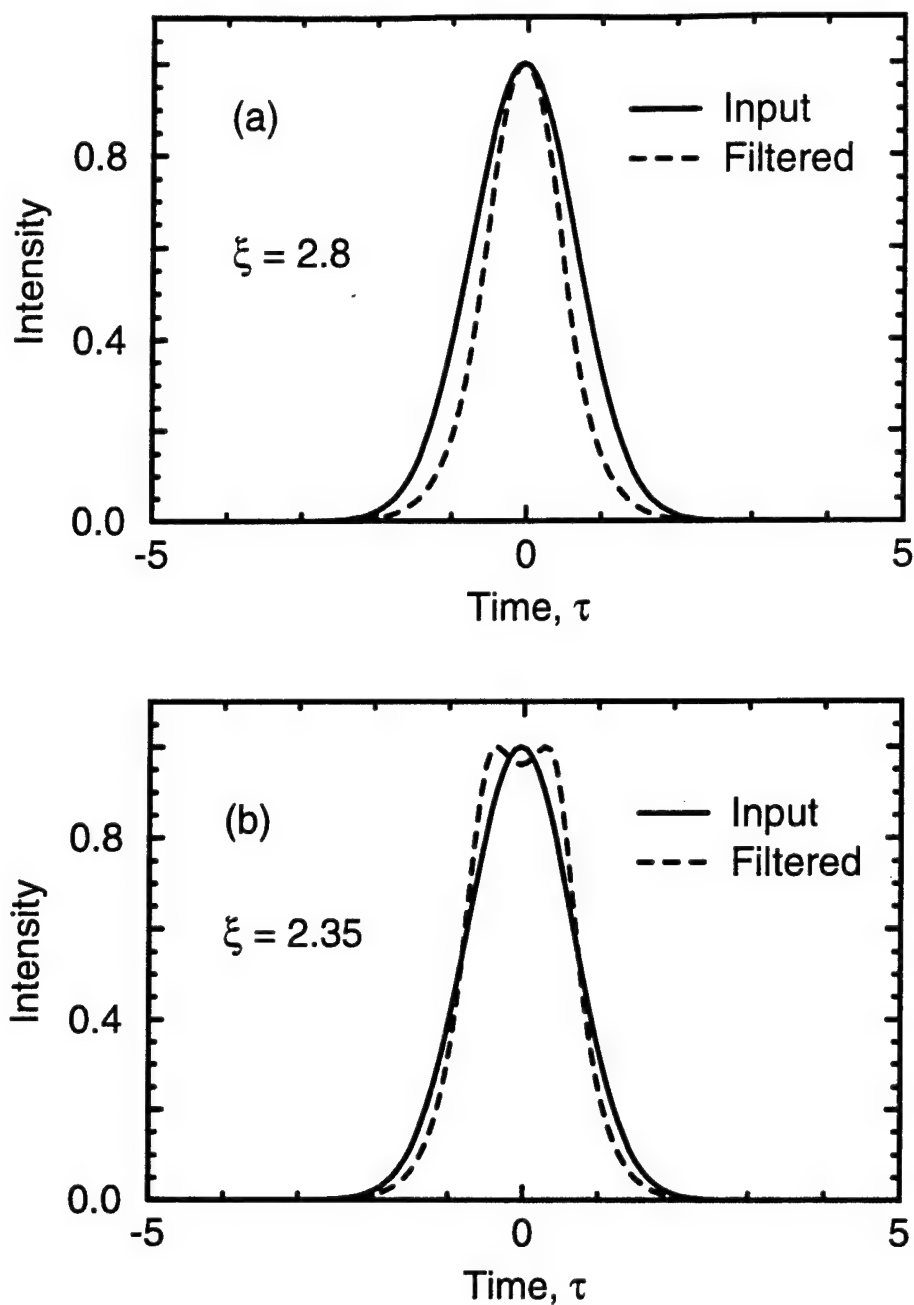 (a)
Input
Filtered
ξ = 2.8
Intensity
0.8
0.4
0.0
-5
0
5
Time, τ
(b)
Input
Filtered
ξ = 2.35
Intensity
0.8
0.4
0.0
-5
0
5
Time, τ